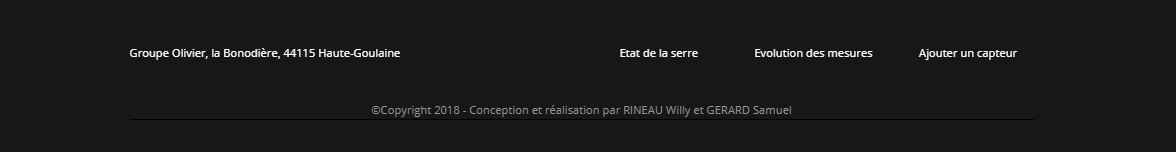 Groupe Olivier, la Bonodière, 44115 Haute-Goulaine Etat de la serre Evolution des mesures Ajouter un capteur
©Copyright 2018 - Conception et réalisation par RINEAU Willy et GERARD Samuel